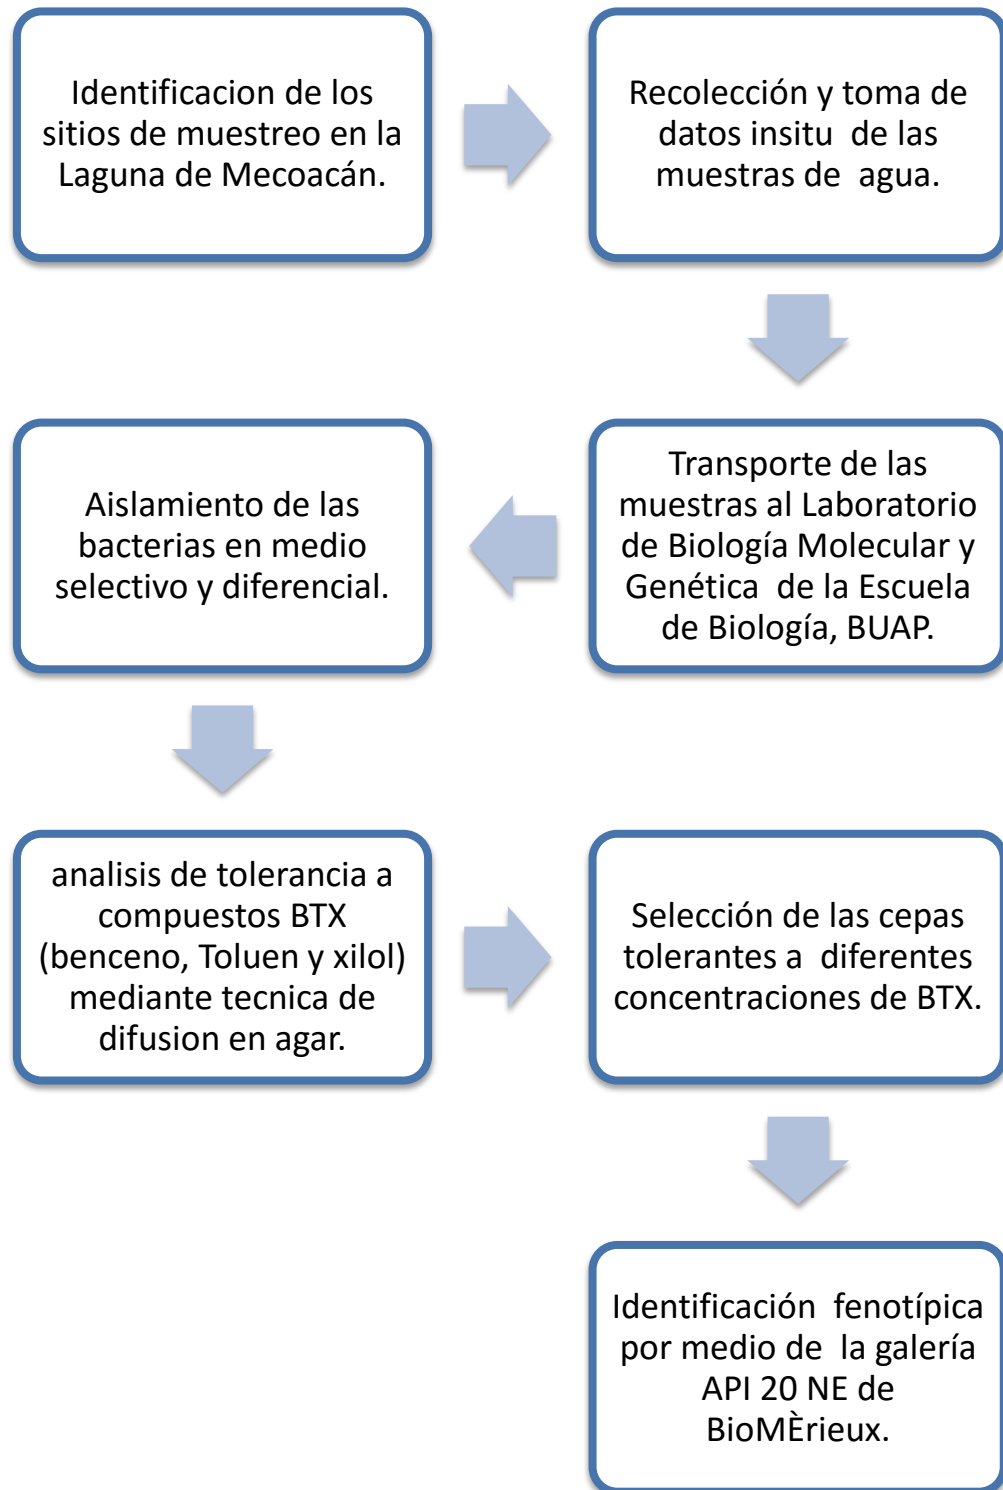 Identificacion de los
sitios de muestreo en la
Laguna de Mecoacán.
Recolección y toma de
datos insitu de las
muestras de agua.
Transporte de las
muestras al Laboratorio
de Biología Molecular y
Genética de la Escuela
de Biología, BUAP.
Aislamiento de las
bacterias en medio
selectivo y diferencial.
analisis de tolerancia a
compuestos BTX
(benceno, Toluen y xilol)
mediante tecnica de
difusion en agar.
Selección de las cepas
tolerantes a diferentes
concentraciones de BTX.
Identificación fenotípica
por medio de la galería
API 20 NE de
BioMÈrieux.